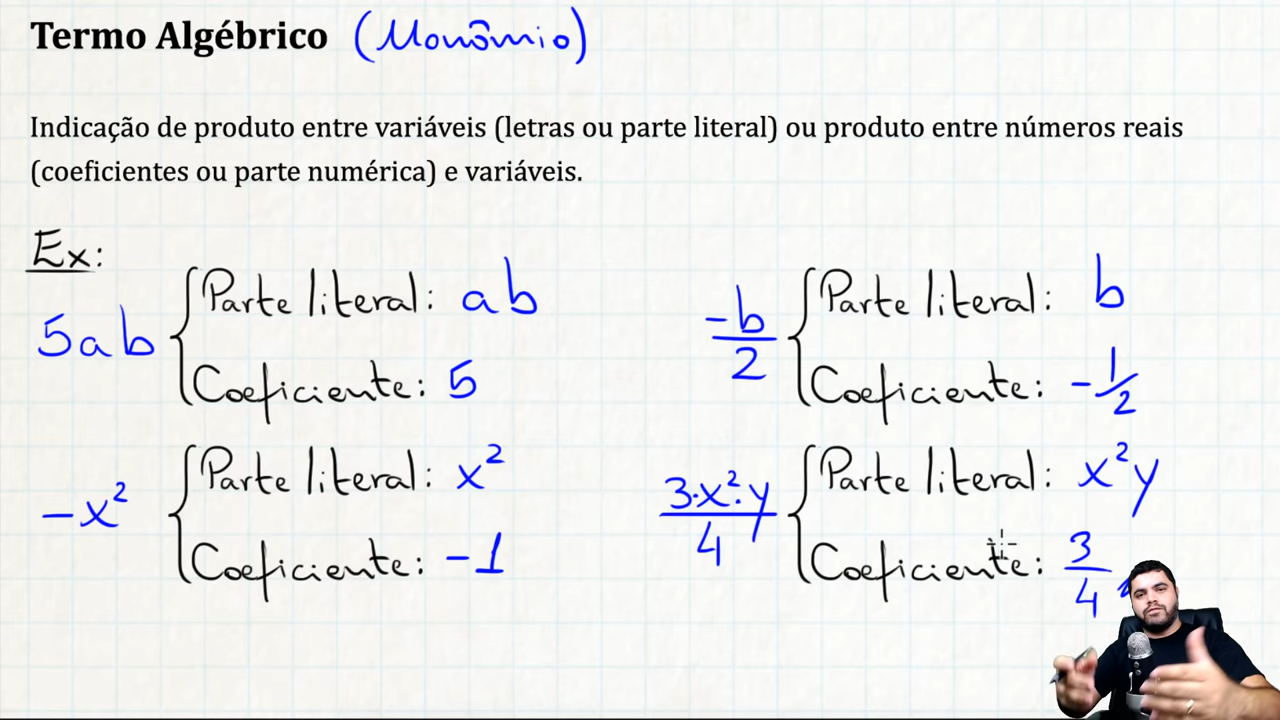 Termo Algébrico (Monômio)
Indicação de produto entre variáveis (letras ou parte literal) ou produto entre números reais
(coeficientes ou parte numérica) e variáveis.
Ex:
5ab { Parte literal: ab
Coeficiente: 5
-b/2 { Parte literal: b
Coeficiente: -1/2
-x² { Parte literal: x²
Coeficiente: -1
3·x²·y/4 { Parte literal: x²y
Coeficiente: 3/4